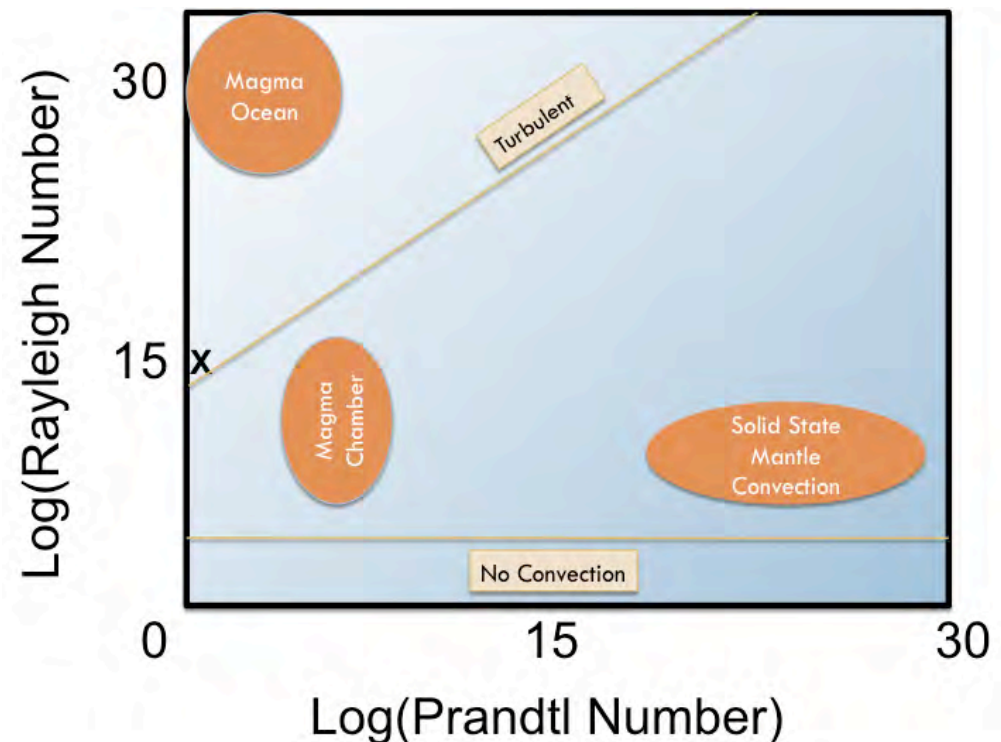 Log(Rayleigh Number)
30
15
0
15
30
Log(Prandtl Number)
Magma
Ocean
Turbulent
X
Magma
Chamber
Solid State
Mantle
Convection
No Convection